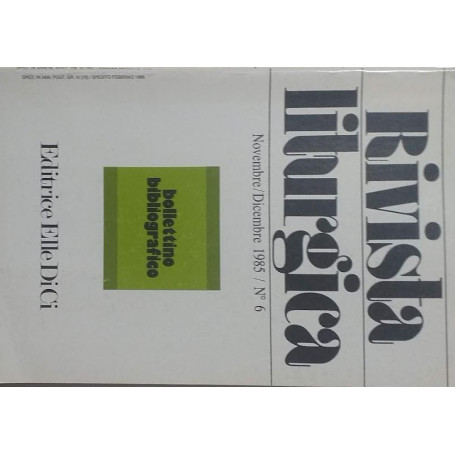 Rivista
liturgica
Novembre/Dicembre 1985 / N° 6
bollettino
bibliografico
Editrice Elle Di Ci